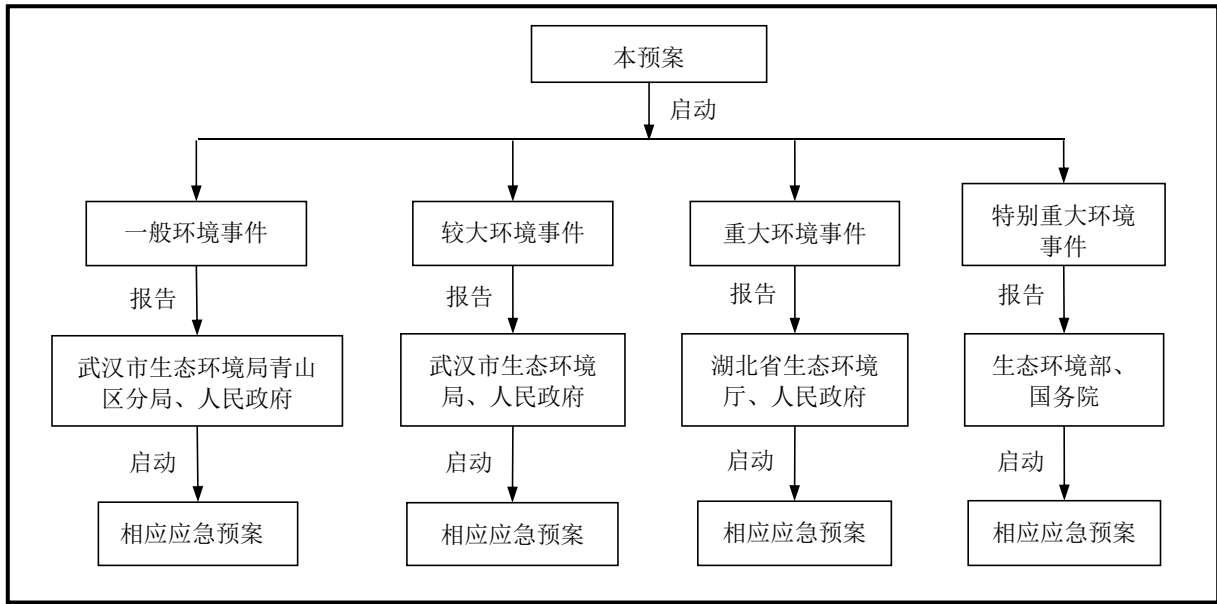 本预案
启动
一般环境事件
较大环境事件
重大环境事件
特别重大环境
事件
报告
报告
报告
报告
武汉市生态环境局青山
区分局、人民政府
武汉市生态环境
局、人民政府
湖北省生态环境
厅、人民政府
生态环境部、
国务院
启动
启动
启动
启动
相应应急预案
相应应急预案
相应应急预案
相应应急预案